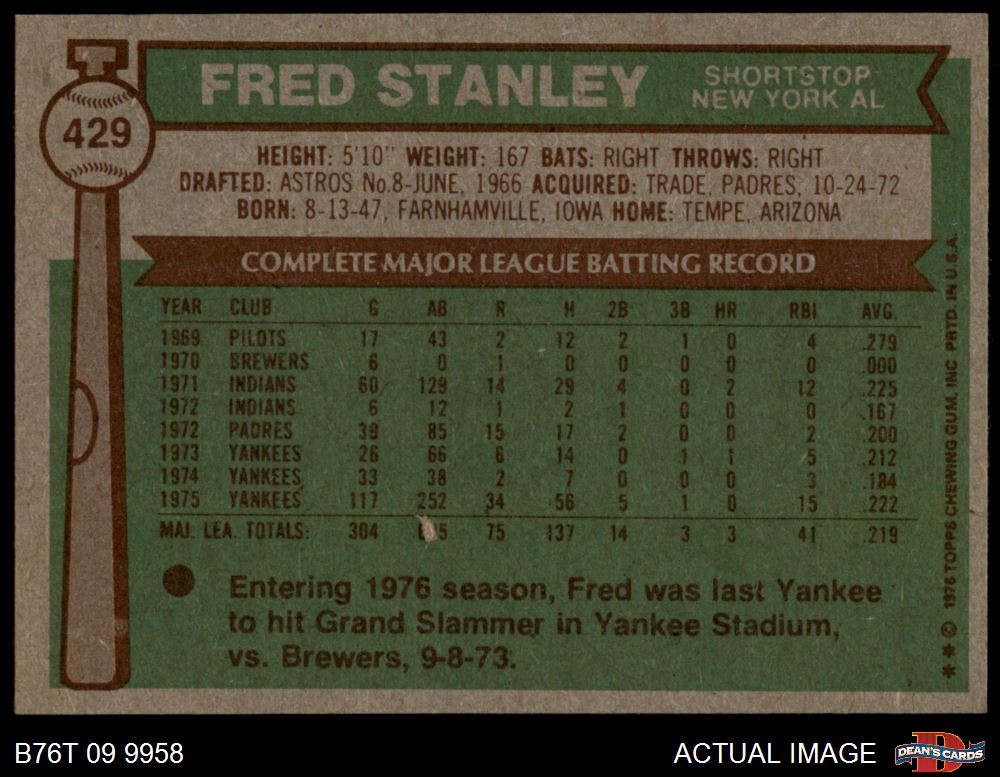 T
429
FRED STANLEY
SHORTSTOP
NEW YORK AL
HEIGHT: 5'10" WEIGHT: 167 BATS: RIGHT THROWS: RIGHT
DRAFTED: ASTROS No.8-JUNE, 1966 ACQUIRED: TRADE, PADRES, 10-24-72
BORN: 8-13-47, FARNHAMVILLE, IOWA HOME: TEMPE, ARIZONA
COMPLETE MAJOR LEAGUE BATTING RECORD
YEAR CLUB G AB R H 2B 3B HR RBI AVG.
1969 PILOTS 17 43 2 12 2 1 0 4 .279
1970 BREWERS 6 0 1 0 0 0 0 0 .000
1971 INDIANS 60 129 14 29 4 0 2 12 .225
1972 INDIANS 6 12 1 2 1 0 0 0 .167
1972 PADRES 39 85 15 17 2 0 0 2 .200
1973 YANKEES 26 66 6 14 0 1 1 5 .212
1974 YANKEES 33 38 2 7 0 0 0 3 .184
1975 YANKEES 117 252 34 56 5 1 0 15 .222
MAJ. LEA. TOTALS: 304 75 137 14 3 3 41 .219
Entering 1976 season, Fred was last Yankee
to hit Grand Slammer in Yankee Stadium,
vs. Brewers, 9-8-73.
** © 1976 TOPPS CHEWING GUM, INC PRTD. IN U.S.A.
B76T 09 9958
ACTUAL IMAGE
DEAN'S CARDS